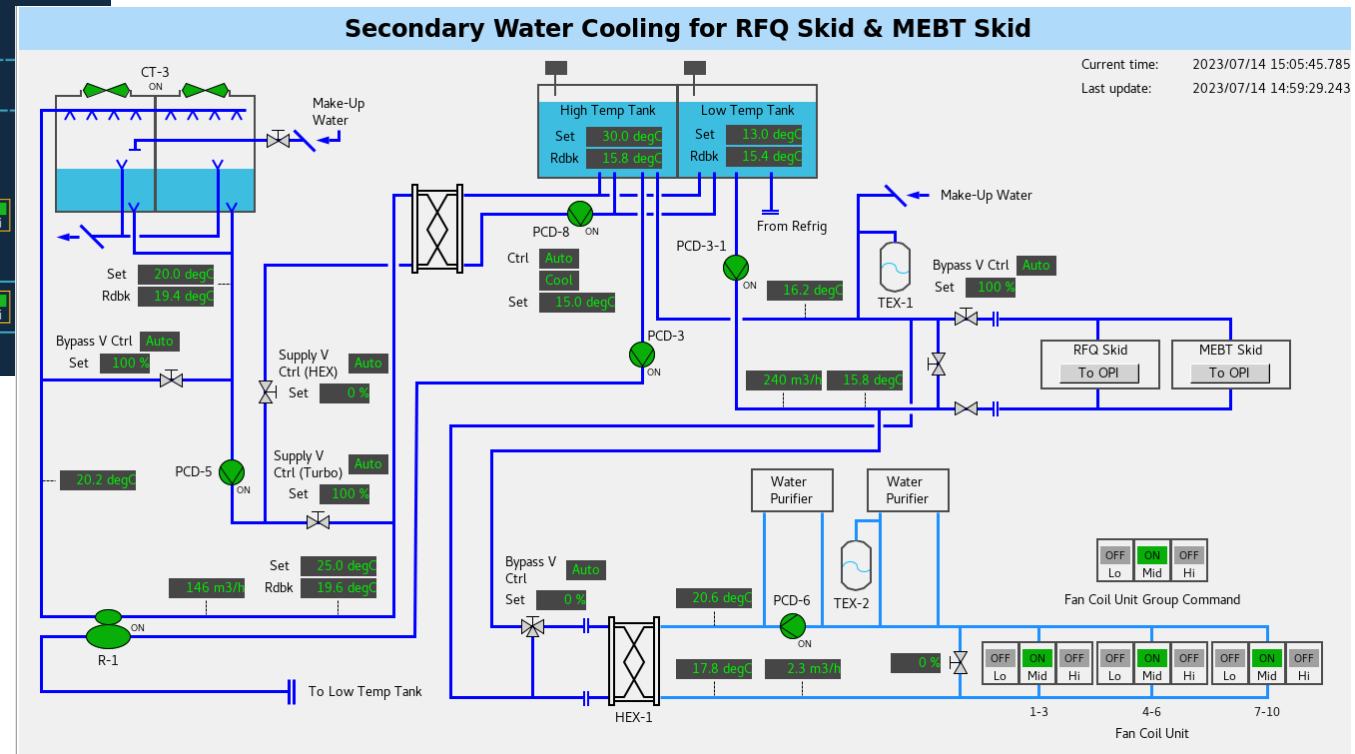 Secondary Water Cooling for RFQ Skid & MEBT Skid
Current time: 2023/07/14 15:05:45.785
Last update: 2023/07/14 14:59:29.243
CT-3
ON
Make-Up
Water
High Temp Tank
Set 30.0 degC
Rdbk 15.8 degC
Low Temp Tank
Set 13.0 degC
Rdbk 15.4 degC
Make-Up Water
From Refrig
PCD-8
ON
Ctrl Auto
Cool
Set 15.0 degC
PCD-3-1
ON
TEX-1
Bypass V Ctrl Auto
Set 100 %
16.2 degC
Set 20.0 degC
Rdbk 19.4 degC
Bypass V Ctrl Auto
Set 100 %
Supply V
Ctrl (HEX) Auto
Set 0 %
PCD-3
ON
240 m3/h
15.8 degC
RFQ Skid
To OPI
MEBT Skid
To OPI
20.2 degC
PCD-5
ON
Supply V
Ctrl (Turbo) Auto
Set 100 %
Water
Purifier
Water
Purifier
Set 25.0 degC
Rdbk 19.6 degC
146 m3/h
R-1
ON
To Low Temp Tank
Bypass V
Ctrl Auto
Set 0 %
HEX-1
20.6 degC
17.8 degC
2.3 m3/h
PCD-6
ON
TEX-2
0 %
OFF ON OFF
Lo Mid Hi
Fan Coil Unit Group Command
OFF ON OFF
Lo Mid Hi
1-3
OFF ON OFF
Lo Mid Hi
4-6
OFF ON OFF
Lo Mid Hi
7-10
Fan Coil Unit